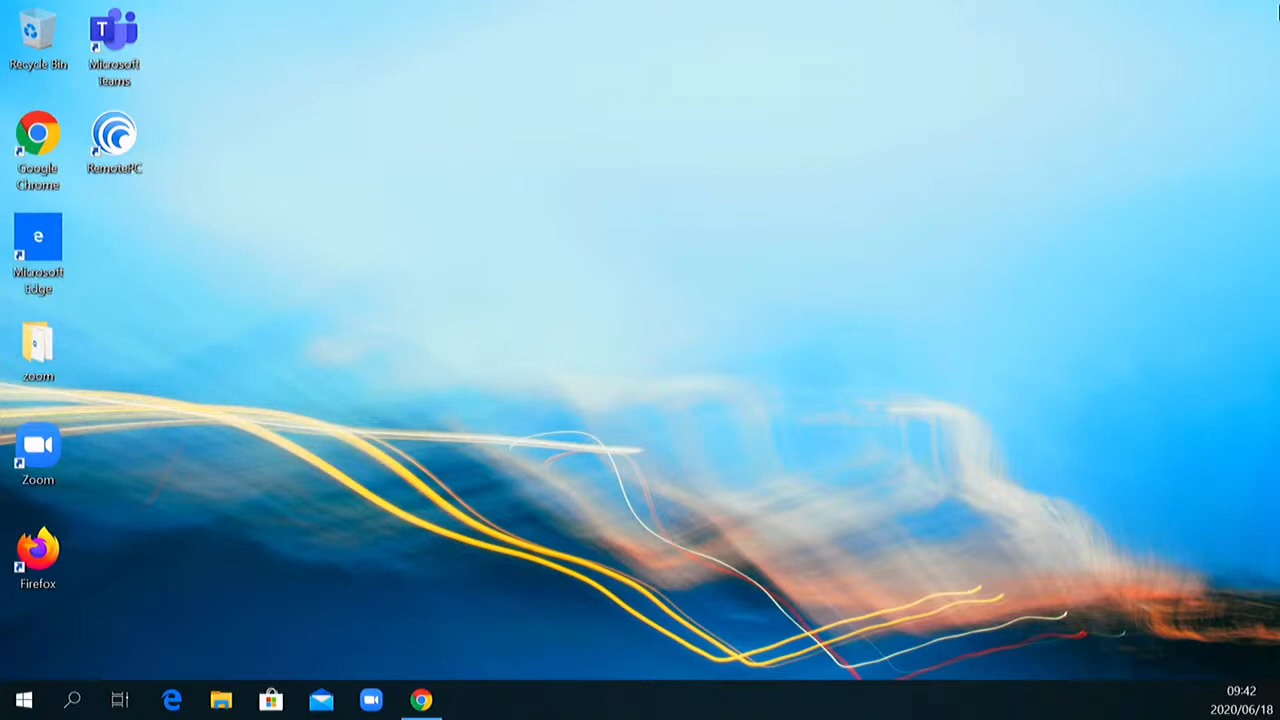 Recycle Bin
Microsoft
Teams
Google
Chrome
RemotePC
Microsoft
Edge
zoom
Zoom
Firefox
09:42
2020/06/18